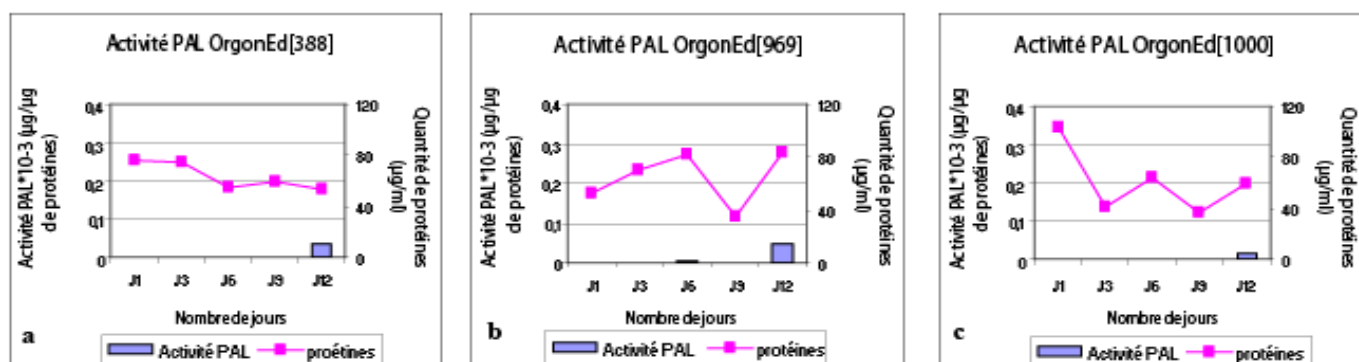 Activité PAL OrgonEd[388]
Activité PAL*10-3 (µg/µg
de protéines)
0,4
0,3
0,2
0,1
0
120
80
40
0
Quantité de protéines
(µg/ml)
J1 J3 J6 J9 J12
Nombre de jours
a
Activité PAL proétines
Activité PAL OrgonEd[969]
Activité PAL*10-3 (µg/µg
de protéines)
0,4
0,3
0,2
0,1
0
120
80
40
0
Quantité de protéines
(µg/ml)
J1 J3 J6 J9 J12
Nombre de jours
b
Activité PAL protéines
Activité PAL OrgonEd[1000]
Activité PAL*10-3 (µg/µg
de protéines)
0,4
0,3
0,2
0,1
0
120
80
40
0
Quantité de protéines
(µg/ml)
J1 J3 J6 J9 J12
Nombre de jours
c
Activité PAL protéines